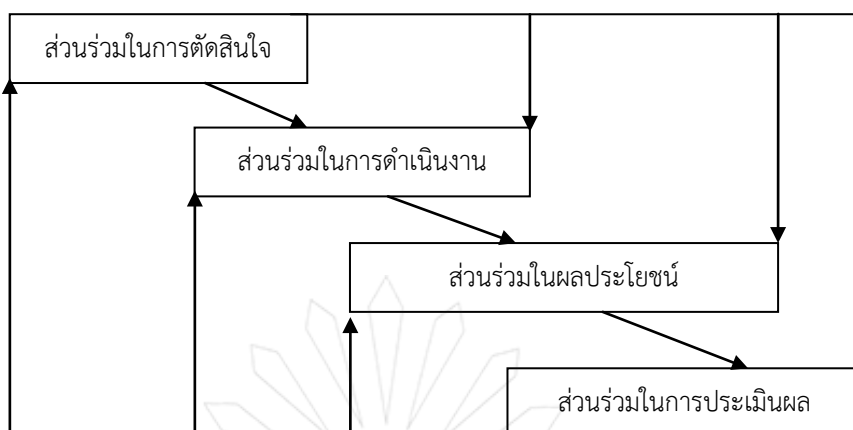 ส่วนร่วมในการตัดสินใจ
ส่วนร่วมในการดำเนินงาน
ส่วนร่วมในผลประโยชน์
ส่วนร่วมในการประเมินผล